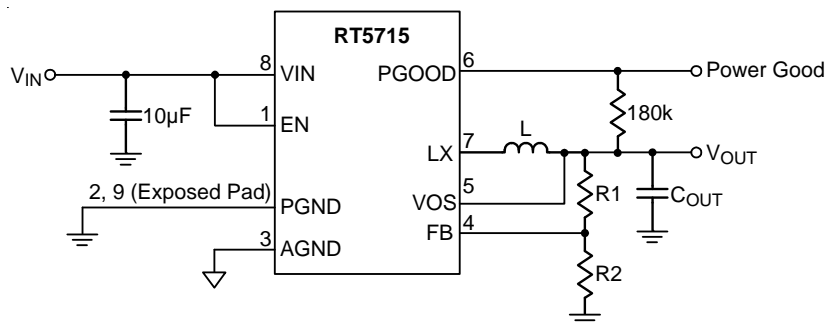 RT5715
VIN
8 VIN
10µF
1 EN
2, 9 (Exposed Pad) PGND
3 AGND
PGOOD 6
Power Good
180k
L
LX 7
VOUT
VOS 5
R1
COUT
FB 4
R2